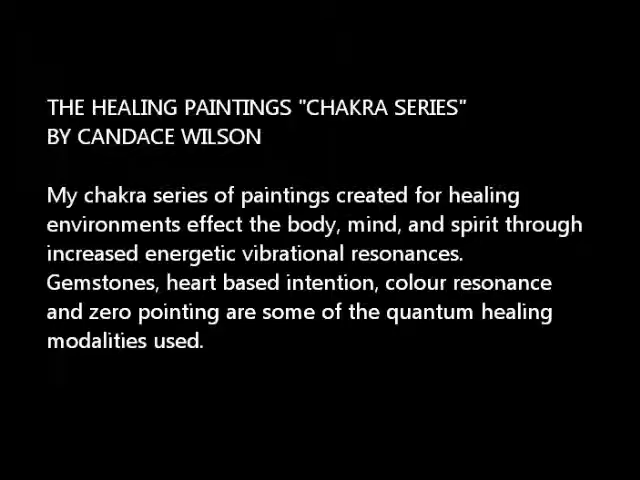 THE HEALING PAINTINGS "CHAKRA SERIES"
BY CANDACE WILSON
My chakra series of paintings created for healing
environments effect the body, mind, and spirit through
increased energetic vibrational resonances.
Gemstones, heart based intention, colour resonance
and zero pointing are some of the quantum healing
modalities used.